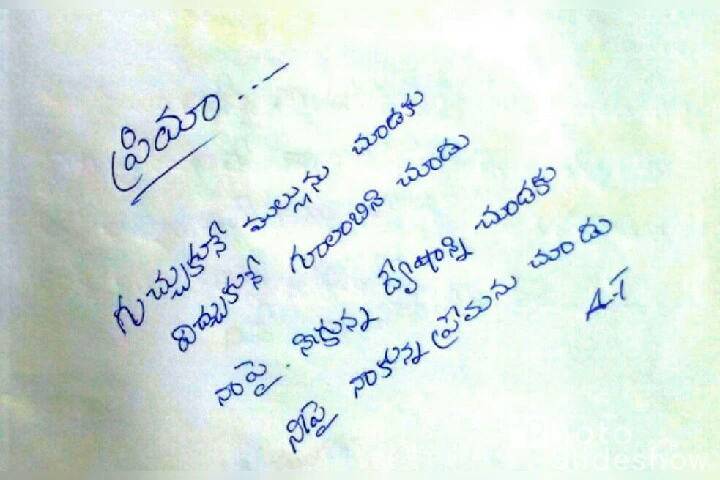 ప్రియా...
గుచ్చుకునే ముల్లును చూడకు
విచ్చుకునే గులాబిని చూడు
నాపై నీకున్న ద్వేషాన్ని చూడకు
నీపై నాకున్న ప్రేమను చూడు
A.T
Photo
Slideshow